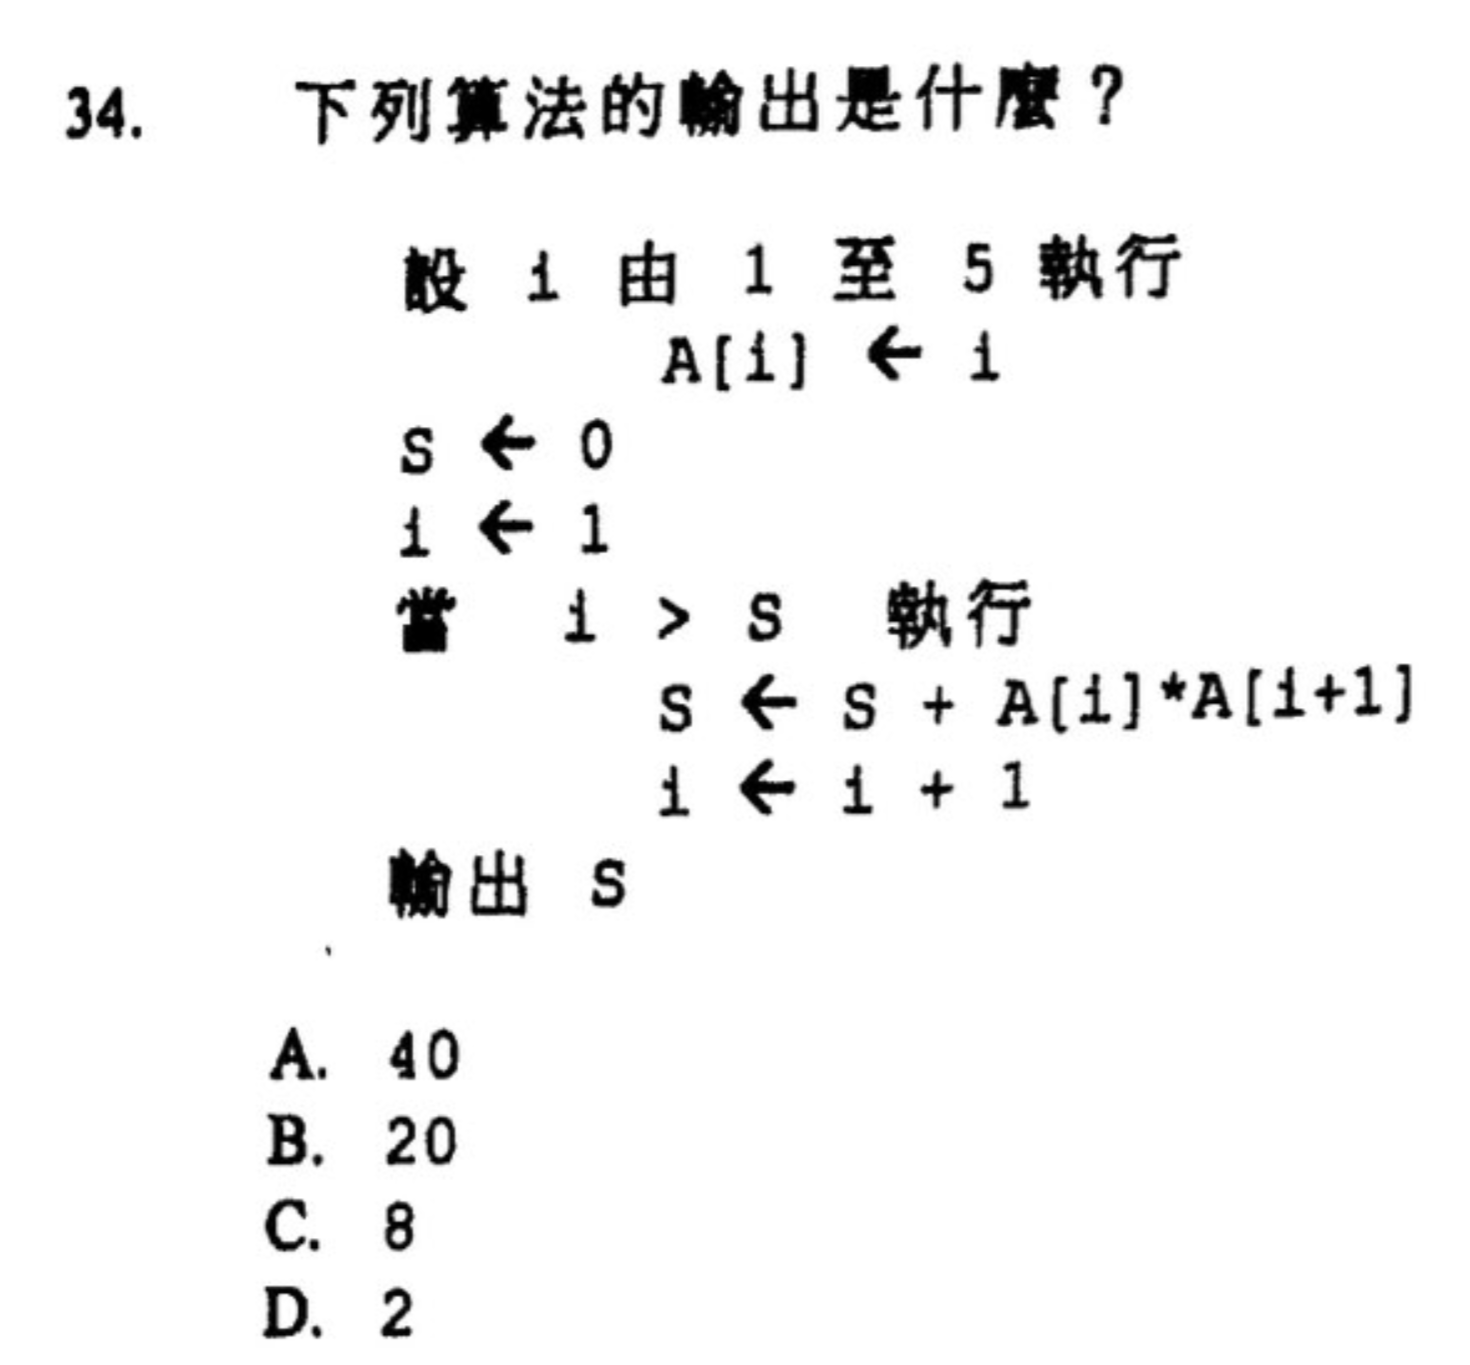 34. 下列算法的輸出是什麼？
設 i 由 1 至 5 執行
A[i] ← i
S ← 0
i ← 1
當 i > S 執行
S ← S + A[i]*A[i+1]
i ← i + 1
輸出 S
A. 40
B. 20
C. 8
D. 2